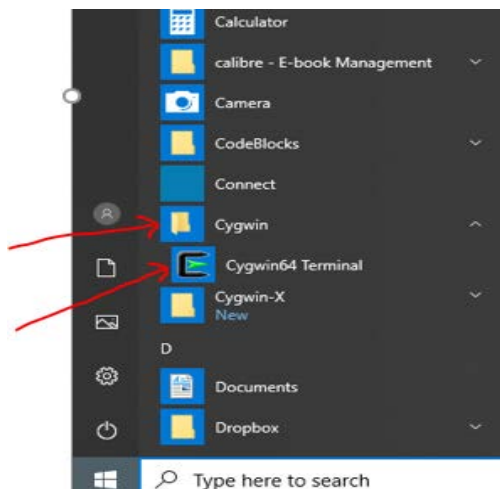 Calculator
calibre - E-book Management
Camera
CodeBlocks
Connect
Cygwin
Cygwin64 Terminal
Cygwin-X
New
D
Documents
Dropbox
Type here to search